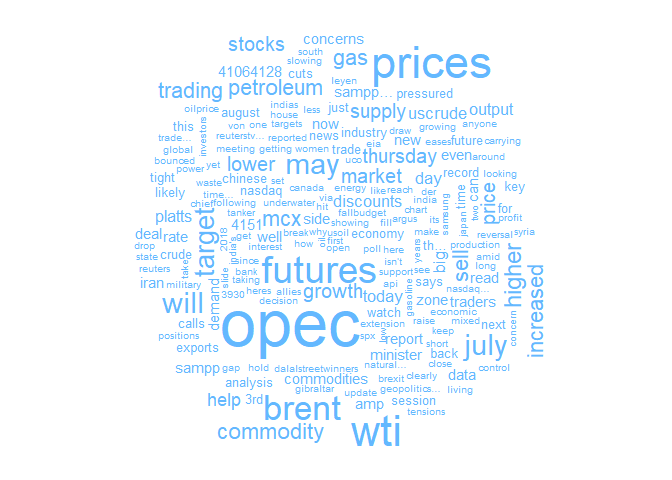 concerns
stocks
south
slowing
gas
prices
41064128
cuts
leyen
petroleum
trading
sampp…
pressured
oilprice
indias
house
less
august
just
supply
uscrude
output
this
von
one
targets
now
industry
draw
growing
anyone
investors
trade…
reuterstv…
reported
news
eia
new
eases
future
carrying
global
meeting
getting
women
trade
thursday
even
around
bounced
lower
may
market
record
looking
power
yet
uco
tight
waste
chinese
set
canada
energy
like
reach
der
day
can
time
samsung
key
likely
time…
nasdaq
via
discounts
india
price
japan
two
chief
following
underwater
hit
fall
budget
chart
for
profit
platts
target
tanker
mcx
side
showing
fill
argus
its
sell
4151
2018
get
well
break
why
usoil
economy
years
make
reversal
syria
deal
rate
interest
how
oil
first
poll
here
th…
big
production
drop
india's
since
open
isn't
says
read
amid
higher
state
crude
bank
support
see
long
reuters
take
slide
taking
futures
api
gasoline
iran
demand
3930
heres
allies
growth
today
zone
nasdaq…
increased
military
will
decision
watch
economic
traders
concern
opec
extension
raise
mixed
next
calls
spx
low
keep
positions
report
short
july
exports
minister
back
close
sampp
gap
hold
dalalstreetwinners
natural…
data
control
analysis
commodities
brexit
clearly
gibraltar
geopolitics…
living
help
3rd
brent
update
amp
session
tensions
commodity
wti